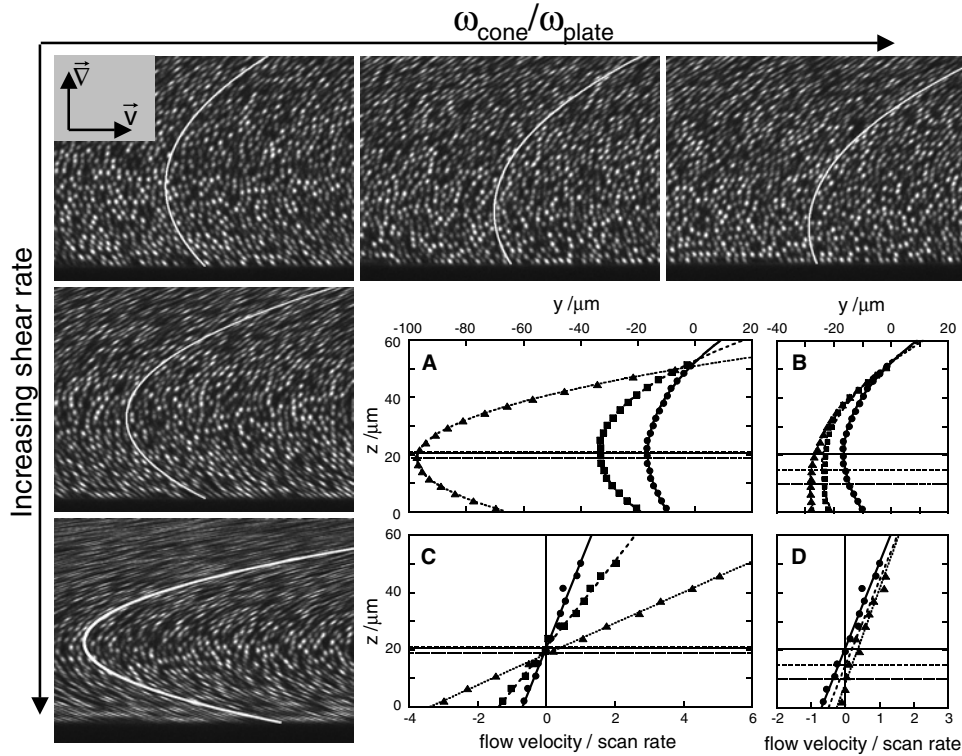 ω_cone/ω_plate
∇
v
Increasing shear rate
y /μm
y /μm
-100 -80 -60 -40 -20 0 20
-40 -20 0 20 40
60
40
20
0
z /μm
A
B
60
40
20
0
z /μm
C
D
-4 -2 0 2 4 6
-2 -1 0 1 2 3
flow velocity / scan rate
flow velocity / scan rate